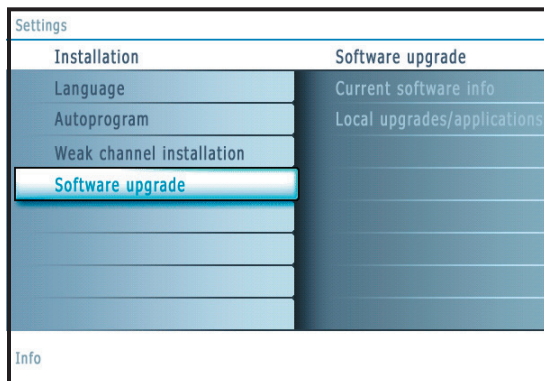 Settings
Installation
Software upgrade
Language
Current software info
Autoprogram
Local upgrades/applications
Weak channel installation
Software upgrade
Info